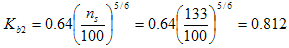 K_{b2} = 0.64(n_s/100)^{5/6} = 0.64(133/100)^{5/6} = 0.812